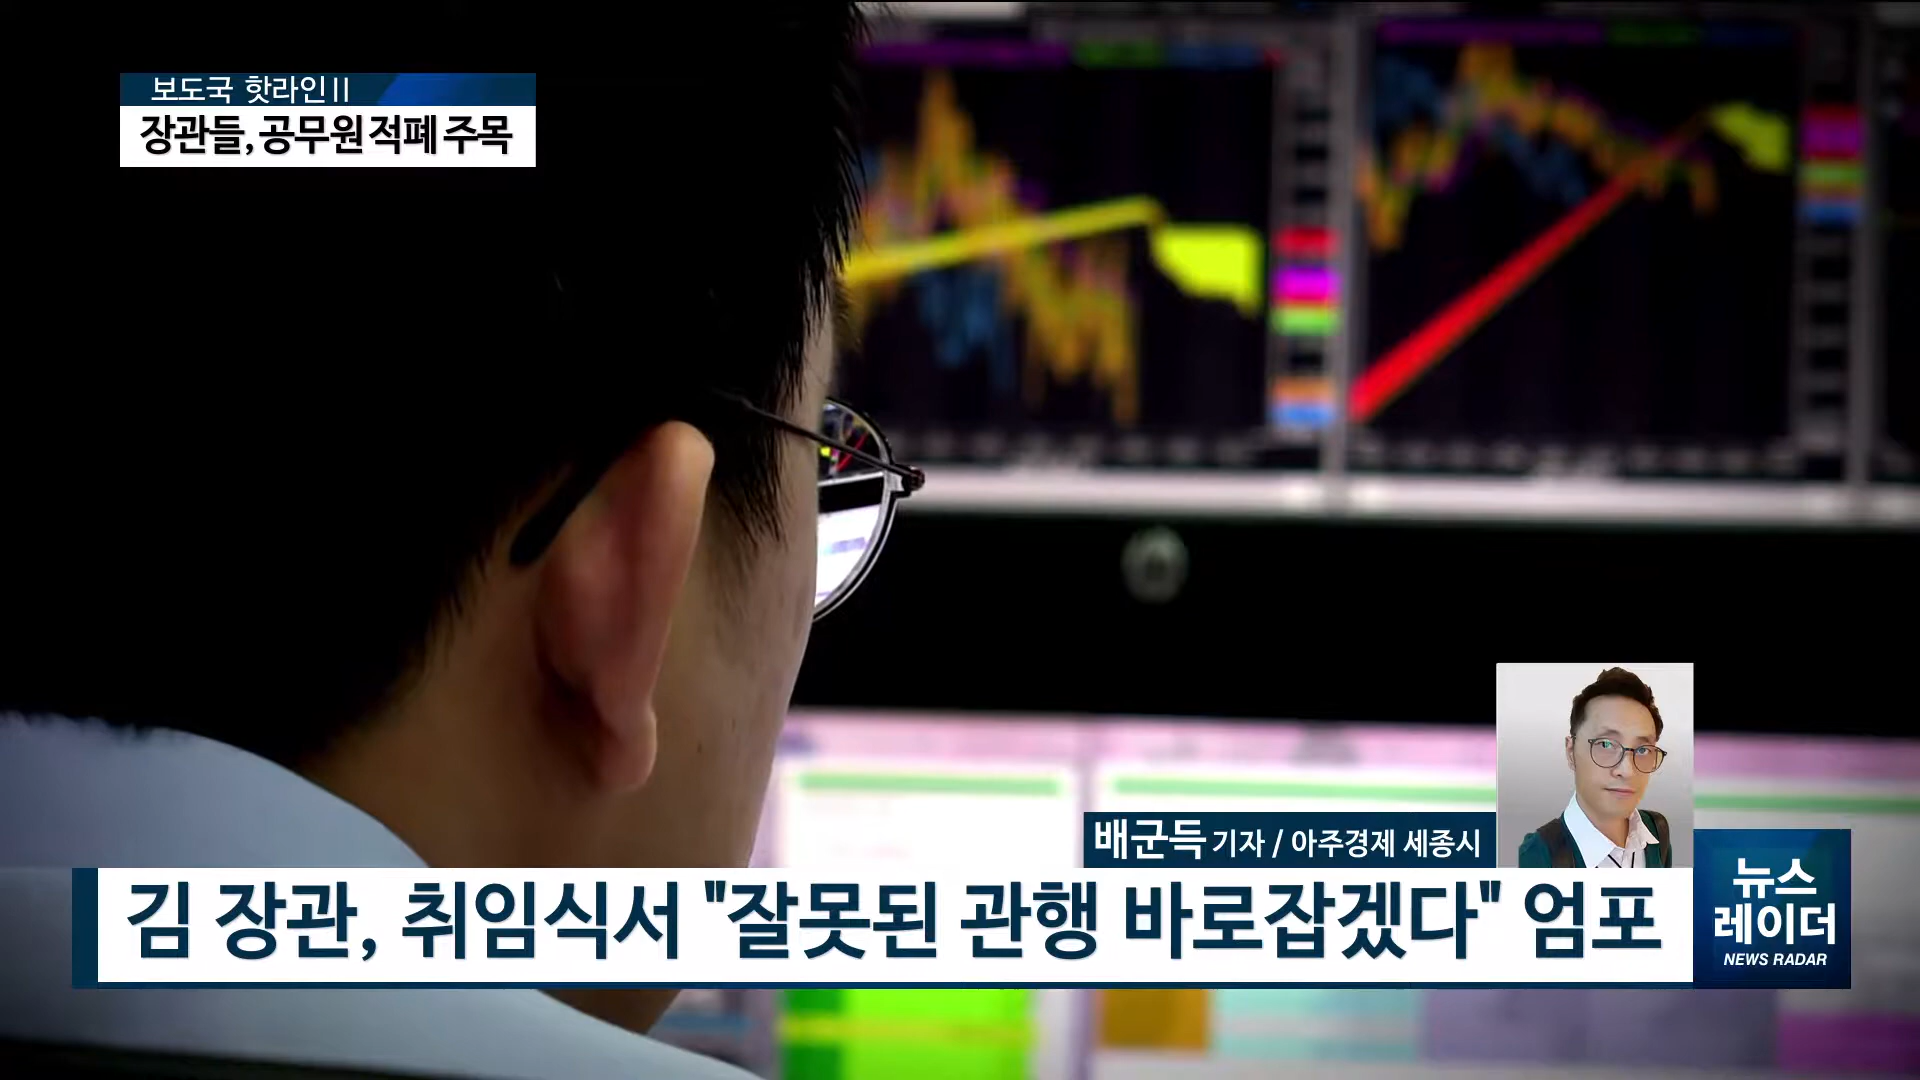 보도국 핫라인Ⅱ
장관들, 공무원 적폐 주목
배군득 기자 / 아주경제 세종시
김 장관, 취임식서 "잘못된 관행 바로잡겠다" 엄포
뉴스
레이더
NEWS RADAR